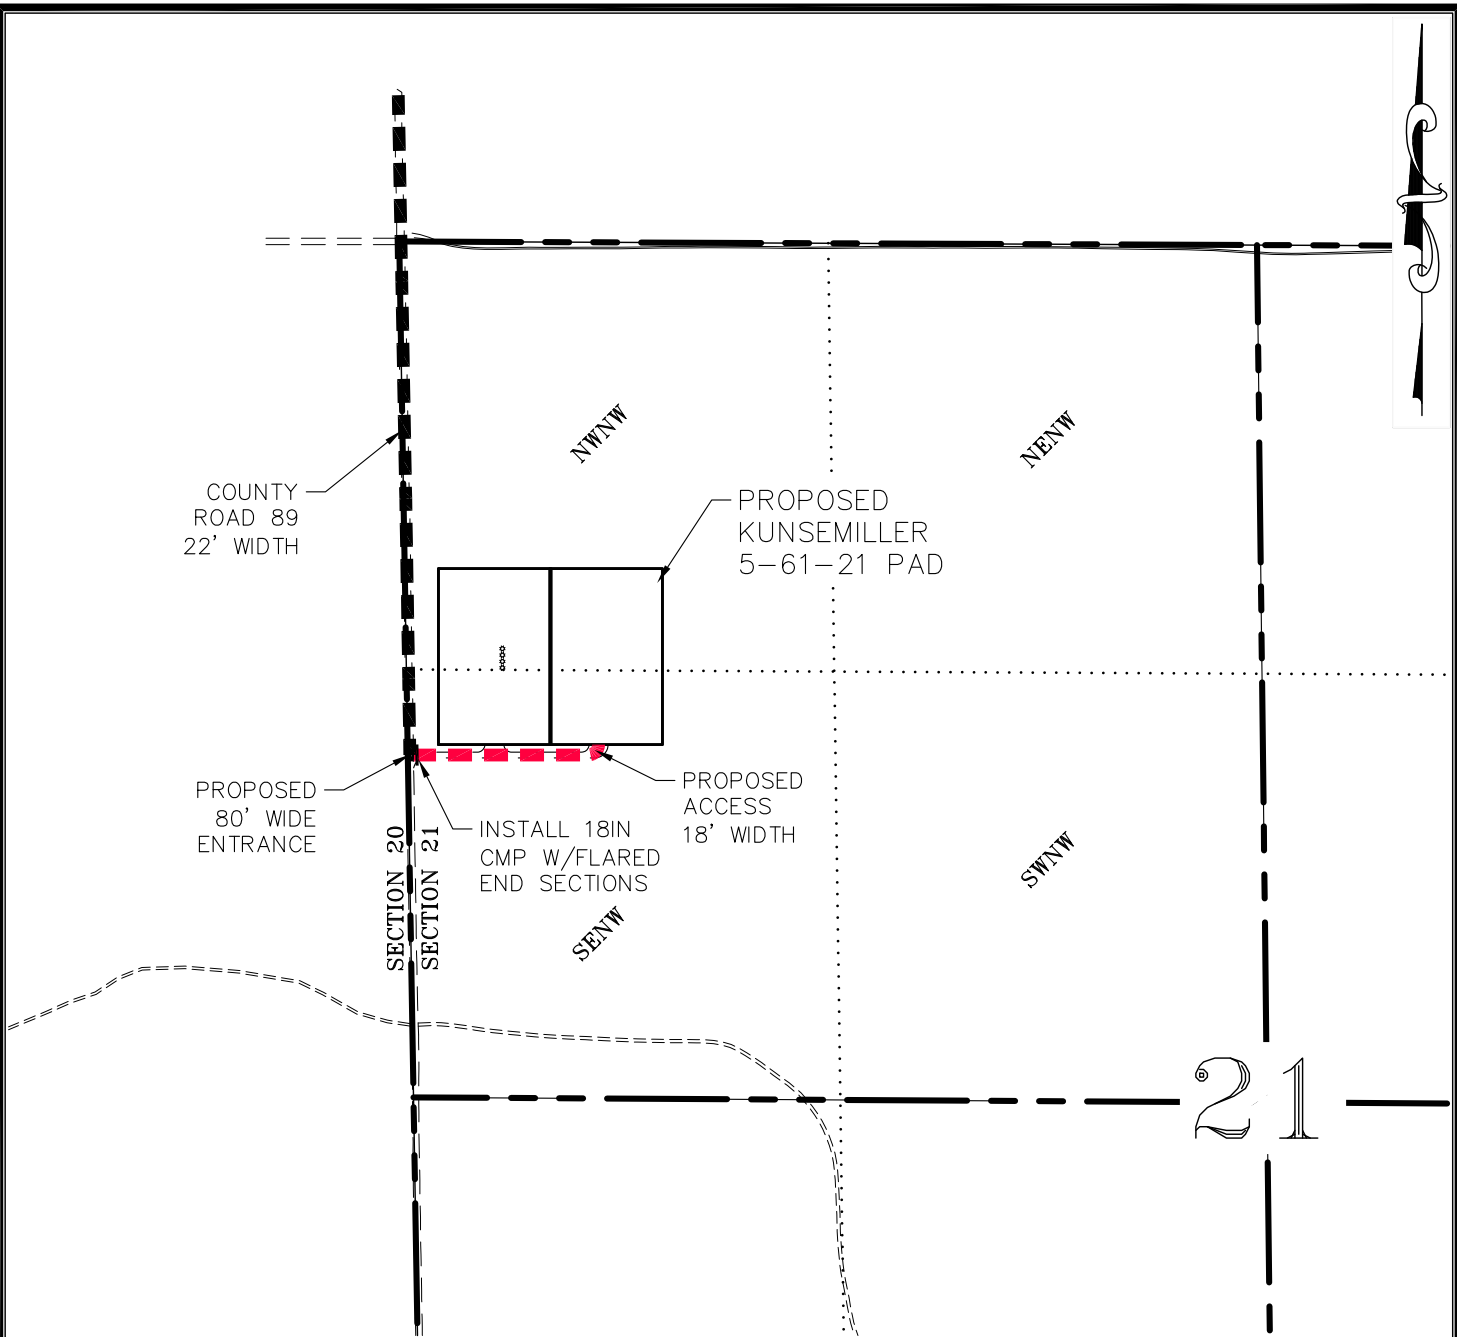 NWNW
NENW
COUNTY
ROAD 89
22' WIDTH
PROPOSED
KUNSEMILLER
5-61-21 PAD
PROPOSED
80' WIDE
ENTRANCE
SECTION 20
SECTION 21
INSTALL 18IN
CMP W/FLARED
END SECTIONS
PROPOSED
ACCESS
18' WIDTH
SENW
SWNW
21